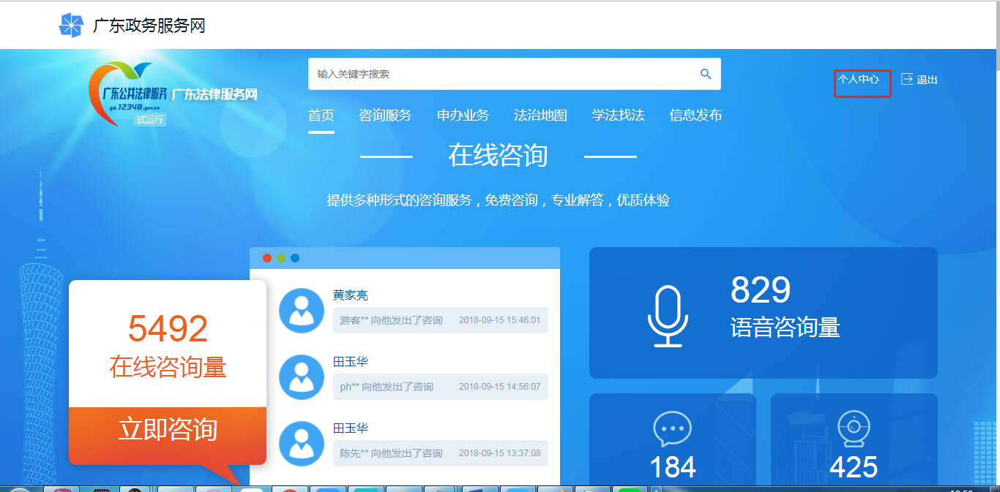 广东政务服务网
广东公共法律服务
gd.12348.gov.cn
广东法律服务网
试运行
输入关键字搜索
个人中心
退出
首页 咨询服务 申办业务 法治地图 学法找法 信息发布
在线咨询
提供多种形式的咨询服务，免费咨询，专业解答，优质体验
5492
在线咨询量
立即咨询
黄家亮
游客** 向他发出了咨询 2018-09-15 15:46:01
田玉华
ph** 向他发出了咨询 2018-09-15 14:56:07
田玉华
陈先** 向他发出了咨询 2018-09-15 13:37:08
829
语音咨询量
184
425